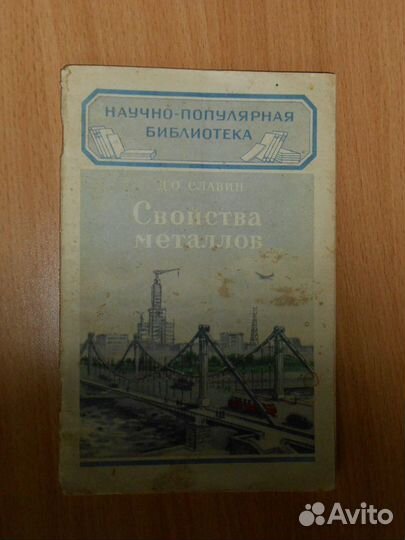 НАУЧНО-ПОПУЛЯРНАЯ
БИБЛИОТЕКА
Д.О. СЛАВИН
Свойства
металлов
Avito